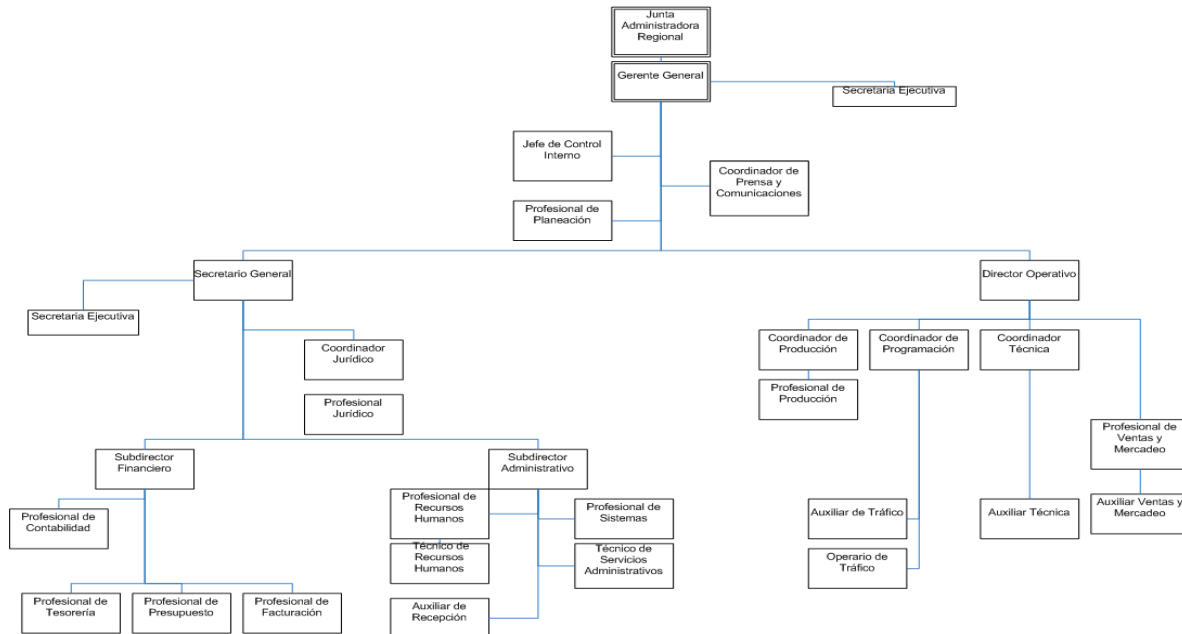 Junta
Administradora
Regional
Gerente General
Secretaria Ejecutiva
Jefe de Control
Interno
Coordinador de
Prensa y
Comunicaciones
Profesional de
Planeación
Secretario General
Director Operativo
Secretaria Ejecutiva
Coordinador
Jurídico
Coordinador de
Producción
Coordinador de
Programación
Coordinador
Técnica
Profesional
Jurídico
Profesional de
Producción
Profesional de
Ventas y
Mercadeo
Subdirector
Financiero
Subdirector
Administrativo
Profesional de
Contabilidad
Profesional de
Recursos
Humanos
Profesional de
Sistemas
Auxiliar de Tráfico
Auxiliar Técnica
Auxiliar Ventas y
Mercadeo
Técnico de
Recursos
Humanos
Técnico de
Servicios
Administrativos
Operario de
Tráfico
Profesional de
Tesorería
Profesional de
Presupuesto
Profesional de
Facturación
Auxiliar de
Recepción